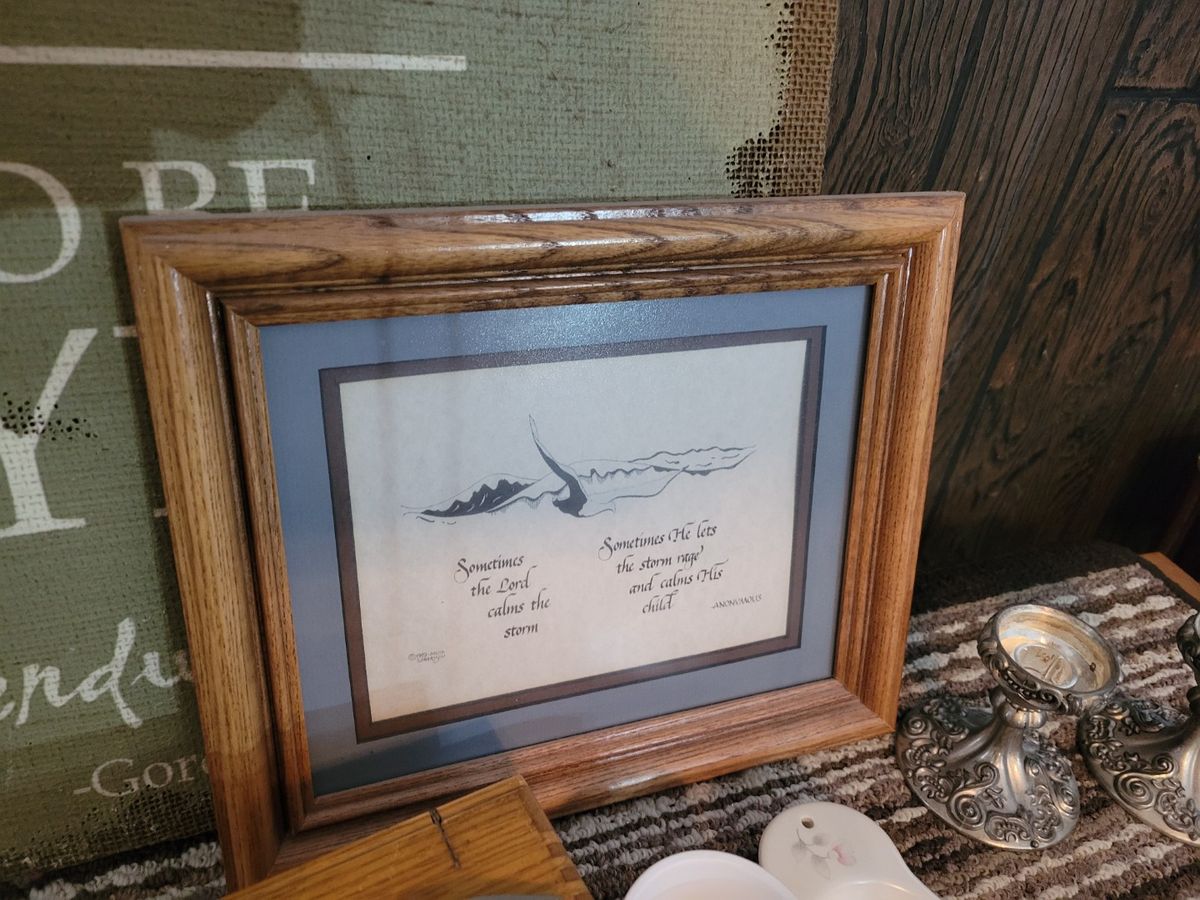 O BE
Y
endu
-Gor
Sometimes
the Lord
calms the
storm
Sometimes He lets
the storm rage
and calms His
child
-ANONYMOUS